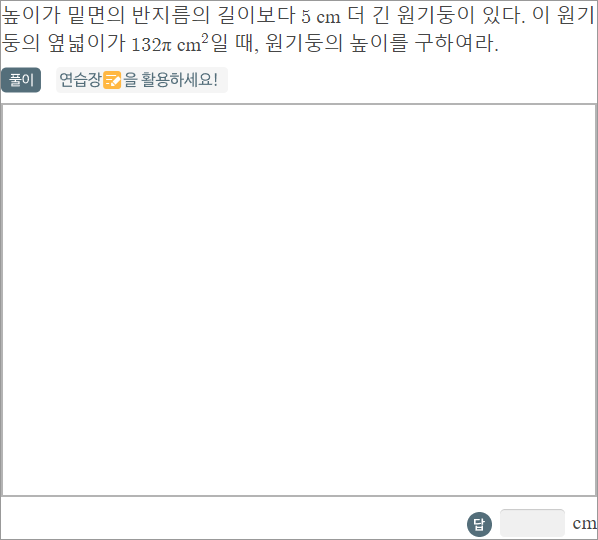 높이가 밑면의 반지름의 길이보다 5 cm 더 긴 원기둥이 있다. 이 원기
둥의 옆넓이가 132π cm²일 때, 원기둥의 높이를 구하여라.
풀이 연습장📝을 활용하세요!
답 cm